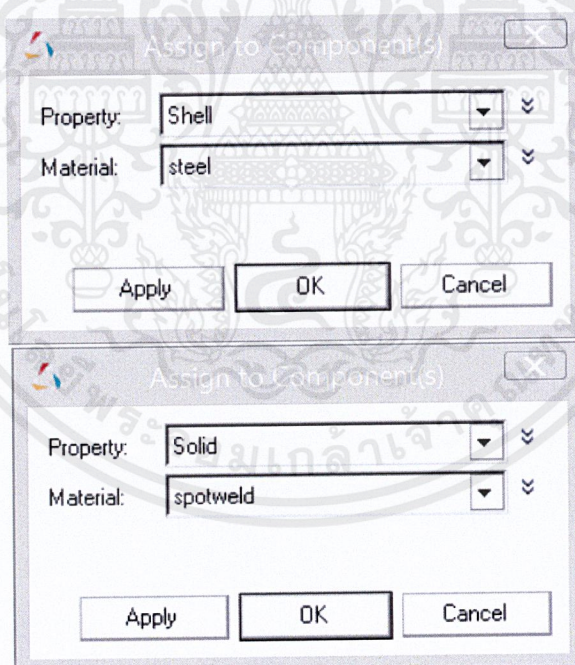 Assign to Component(s)
Property: Shell
Material: steel
Apply OK Cancel
Assign to Component(s)
Property: Solid
Material: spotweld
Apply OK Cancel